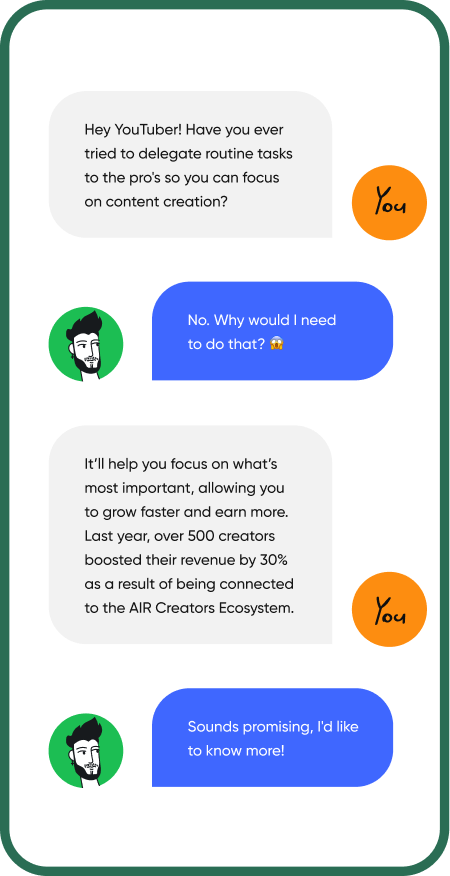 Hey YouTuber! Have you ever
tried to delegate routine tasks
to the pro's so you can focus
on content creation?
You
No. Why would I need
to do that? 😱
It’ll help you focus on what’s
most important, allowing you
to grow faster and earn more.
Last year, over 500 creators
boosted their revenue by 30%
as a result of being connected
to the AIR Creators Ecosystem.
You
Sounds promising, I'd like
to know more!